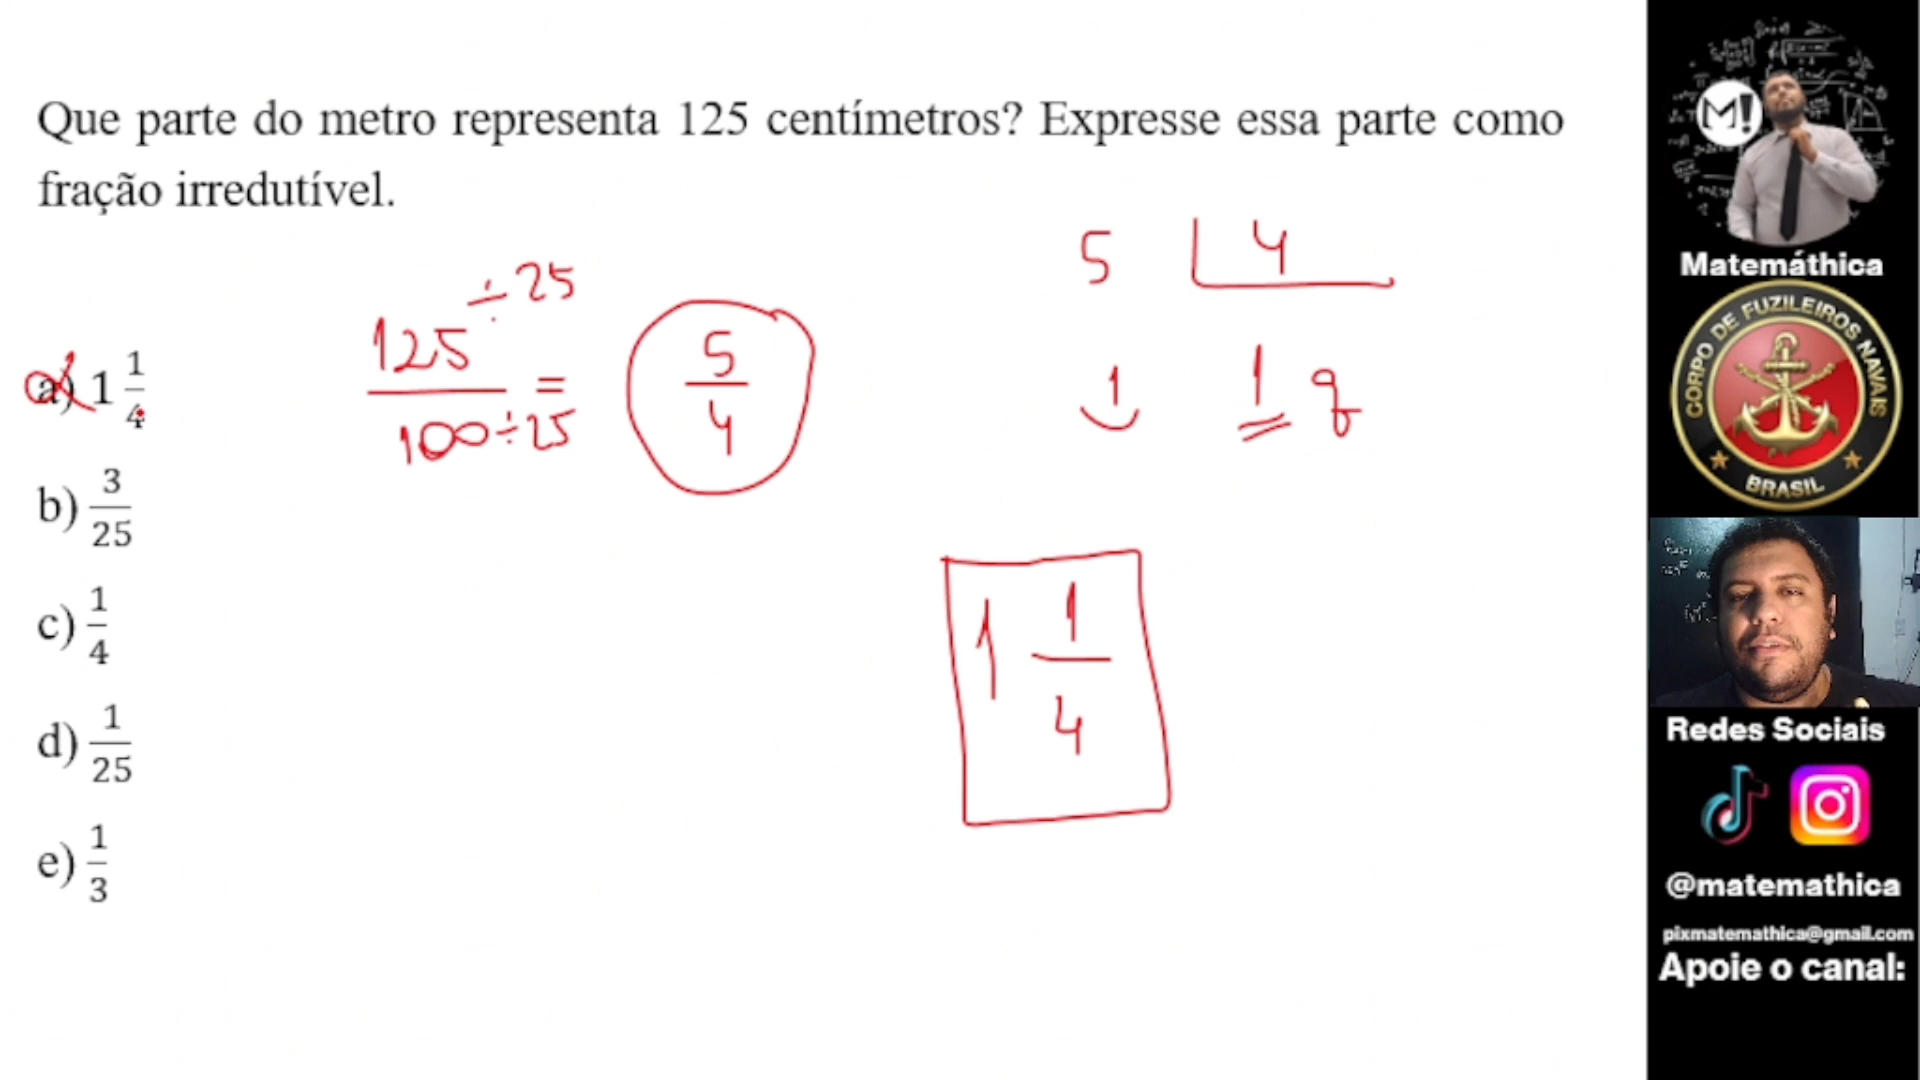 Que parte do metro representa 125 centímetros? Expresse essa parte como
fração irredutível.
a) 1 1/4
b) 3/25
c) 1/4
d) 1/25
e) 1/3
125 ÷ 25
100 ÷ 25
=
5/4
5 4
1 1 q
1 1/4
M!
Matemáthica
CORPO DE FUZILEIROS NAVAIS
BRASIL
Redes Sociais
@matemathica
pixmatemathica@gmail.com
Apoie o canal: